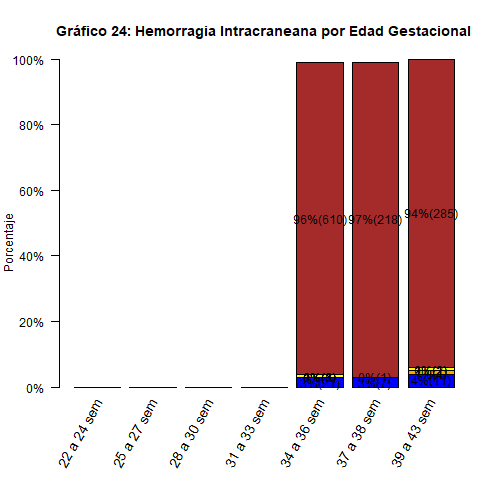 Gráfico 24: Hemorragia Intracraneana por Edad Gestacional
100%
80%
60%
40%
20%
0%
Porcentaje
96%(610)
97%(218)
94%(285)
0%(1)
22 a 24 sem
25 a 27 sem
28 a 30 sem
31 a 33 sem
34 a 36 sem
37 a 38 sem
39 a 43 sem